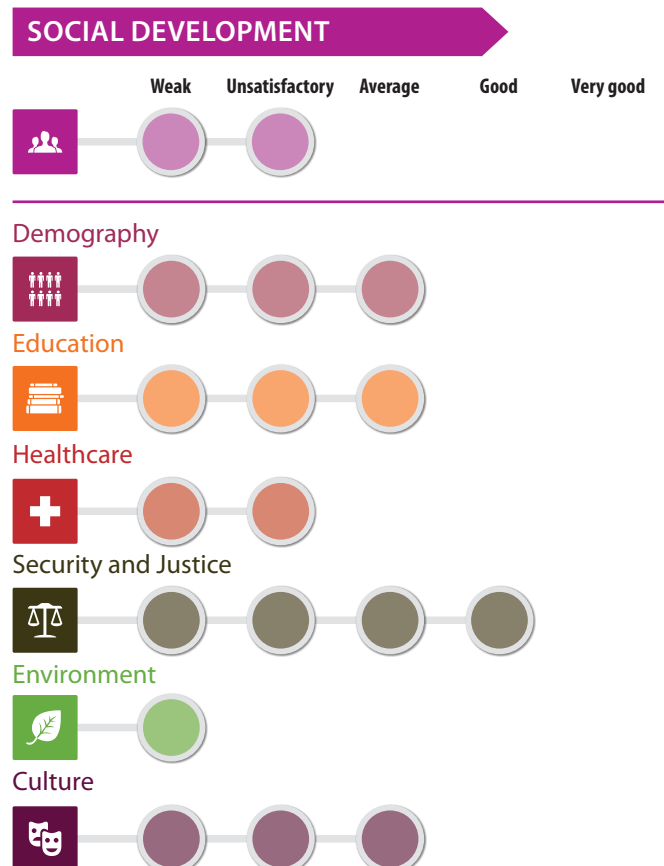 SOCIAL DEVELOPMENT
Weak Unsatisfactory Average Good Very good
Demography
Education
Healthcare
Security and Justice
Environment
Culture